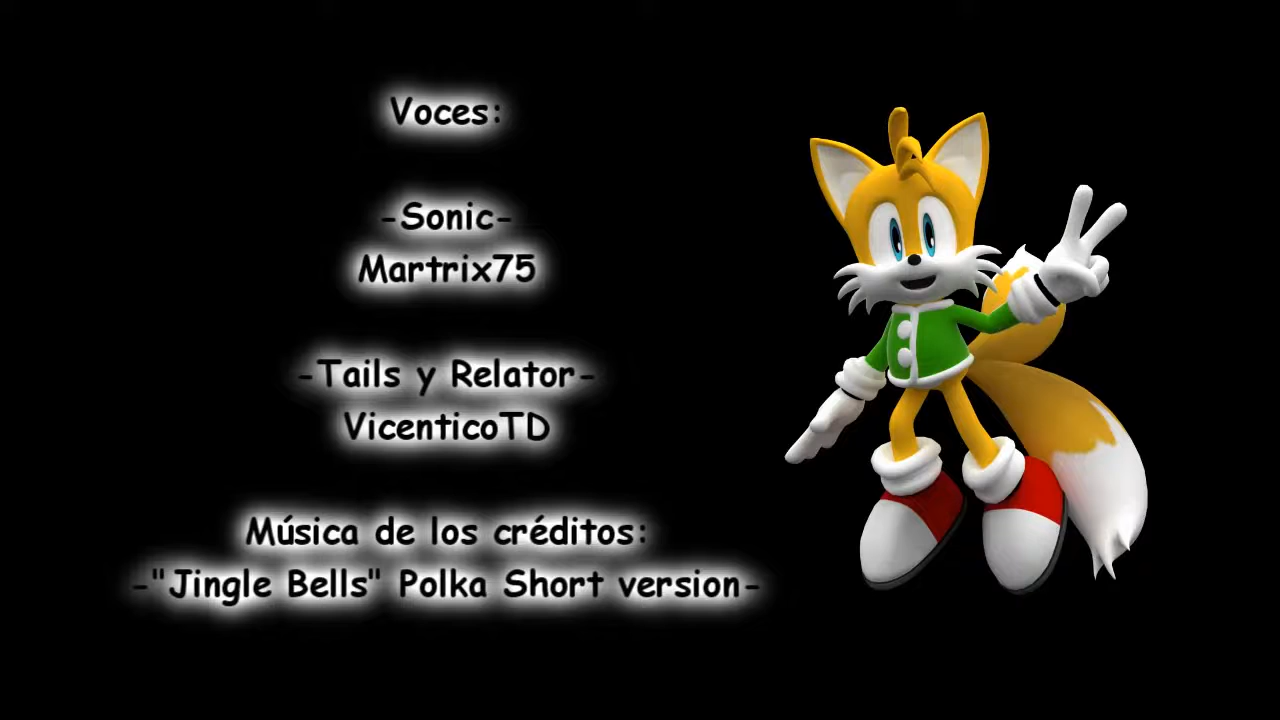 Voces:
-Sonic-
Martrix75
-Tails y Relator-
VicenticoTD
Música de los créditos:
-"Jingle Bells" Polka Short version-